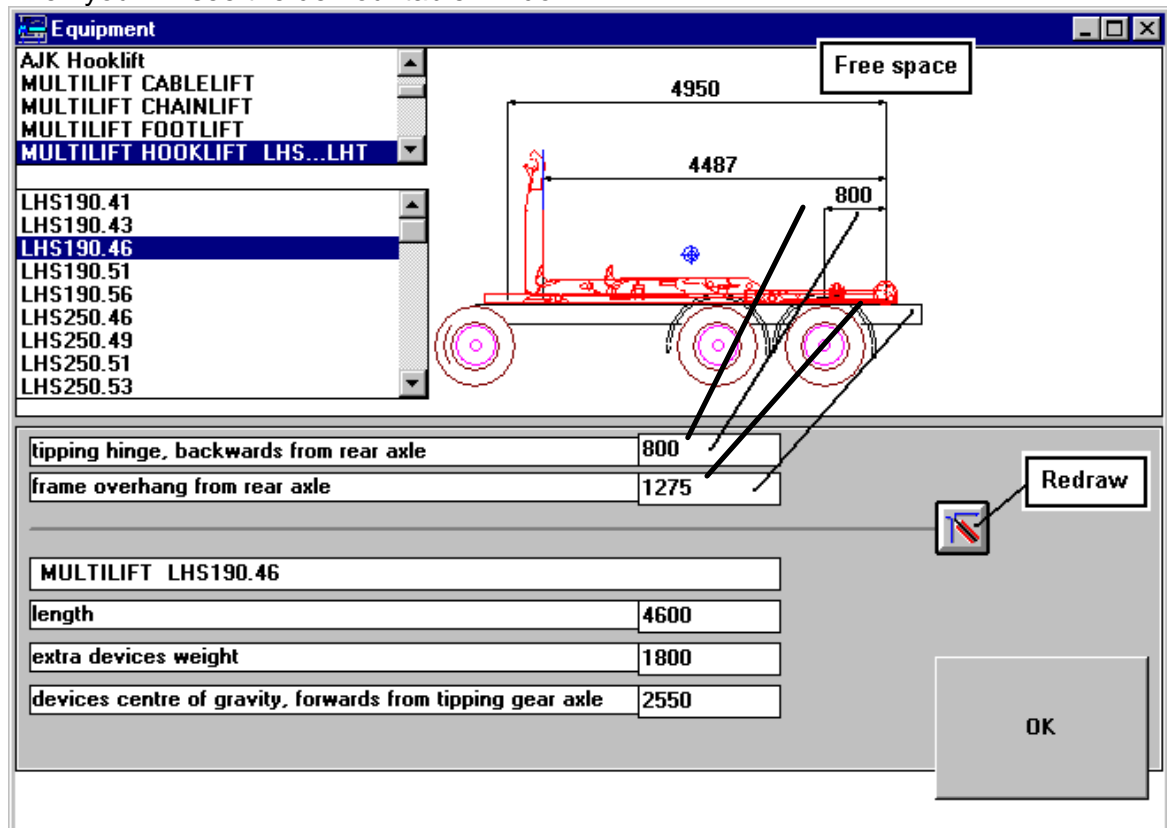 Equipment
AJK Hooklift
MULTILIFT CABLELIFT
MULTILIFT CHAINLIFT
MULTILIFT FOOTLIFT
MULTILIFT HOOKLIFT LHS...LHT
LHS190.41
LHS190.43
LHS190.46
LHS190.51
LHS190.56
LHS250.46
LHS250.49
LHS250.51
LHS250.53
Free space
4950
4487
800
tipping hinge, backwards from rear axle 800
frame overhang from rear axle 1275
Redraw
MULTILIFT LHS190.46
length 4600
extra devices weight 1800
devices centre of gravity, forwards from tipping gear axle 2550
OK